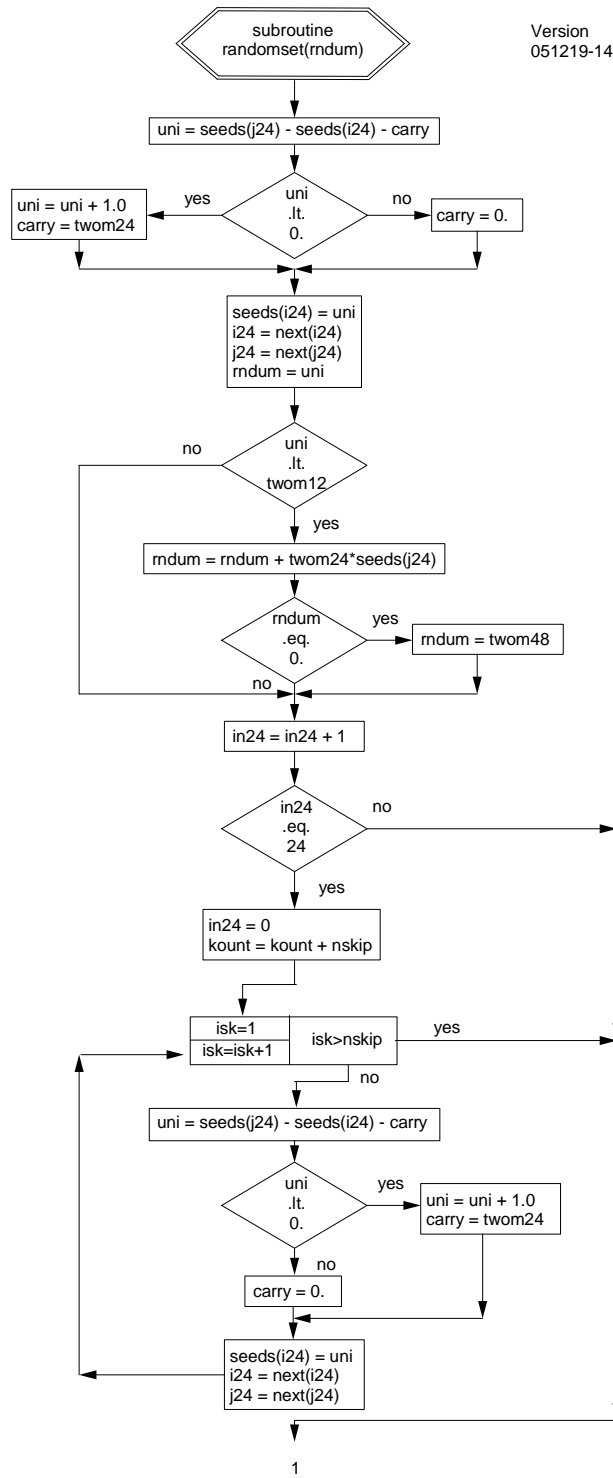 subroutine
randomset(rndum)
Version
051219-14
uni = seeds(j24) - seeds(i24) - carry
uni
.lt.
0.
yes
no
uni = uni + 1.0
carry = twom24
carry = 0.
seeds(i24) = uni
i24 = next(i24)
j24 = next(j24)
rndum = uni
uni
.lt.
twom12
no
yes
rndum = rndum + twom24*seeds(j24)
rndum
.eq.
0.
yes
rndum = twom48
no
in24 = in24 + 1
in24
.eq.
24
no
yes
in24 = 0
kount = kount + nskip
isk=1
isk=isk+1
isk>nskip
yes
no
uni = seeds(j24) - seeds(i24) - carry
uni
.lt.
0.
yes
uni = uni + 1.0
carry = twom24
no
carry = 0.
seeds(i24) = uni
i24 = next(i24)
j24 = next(j24)
1